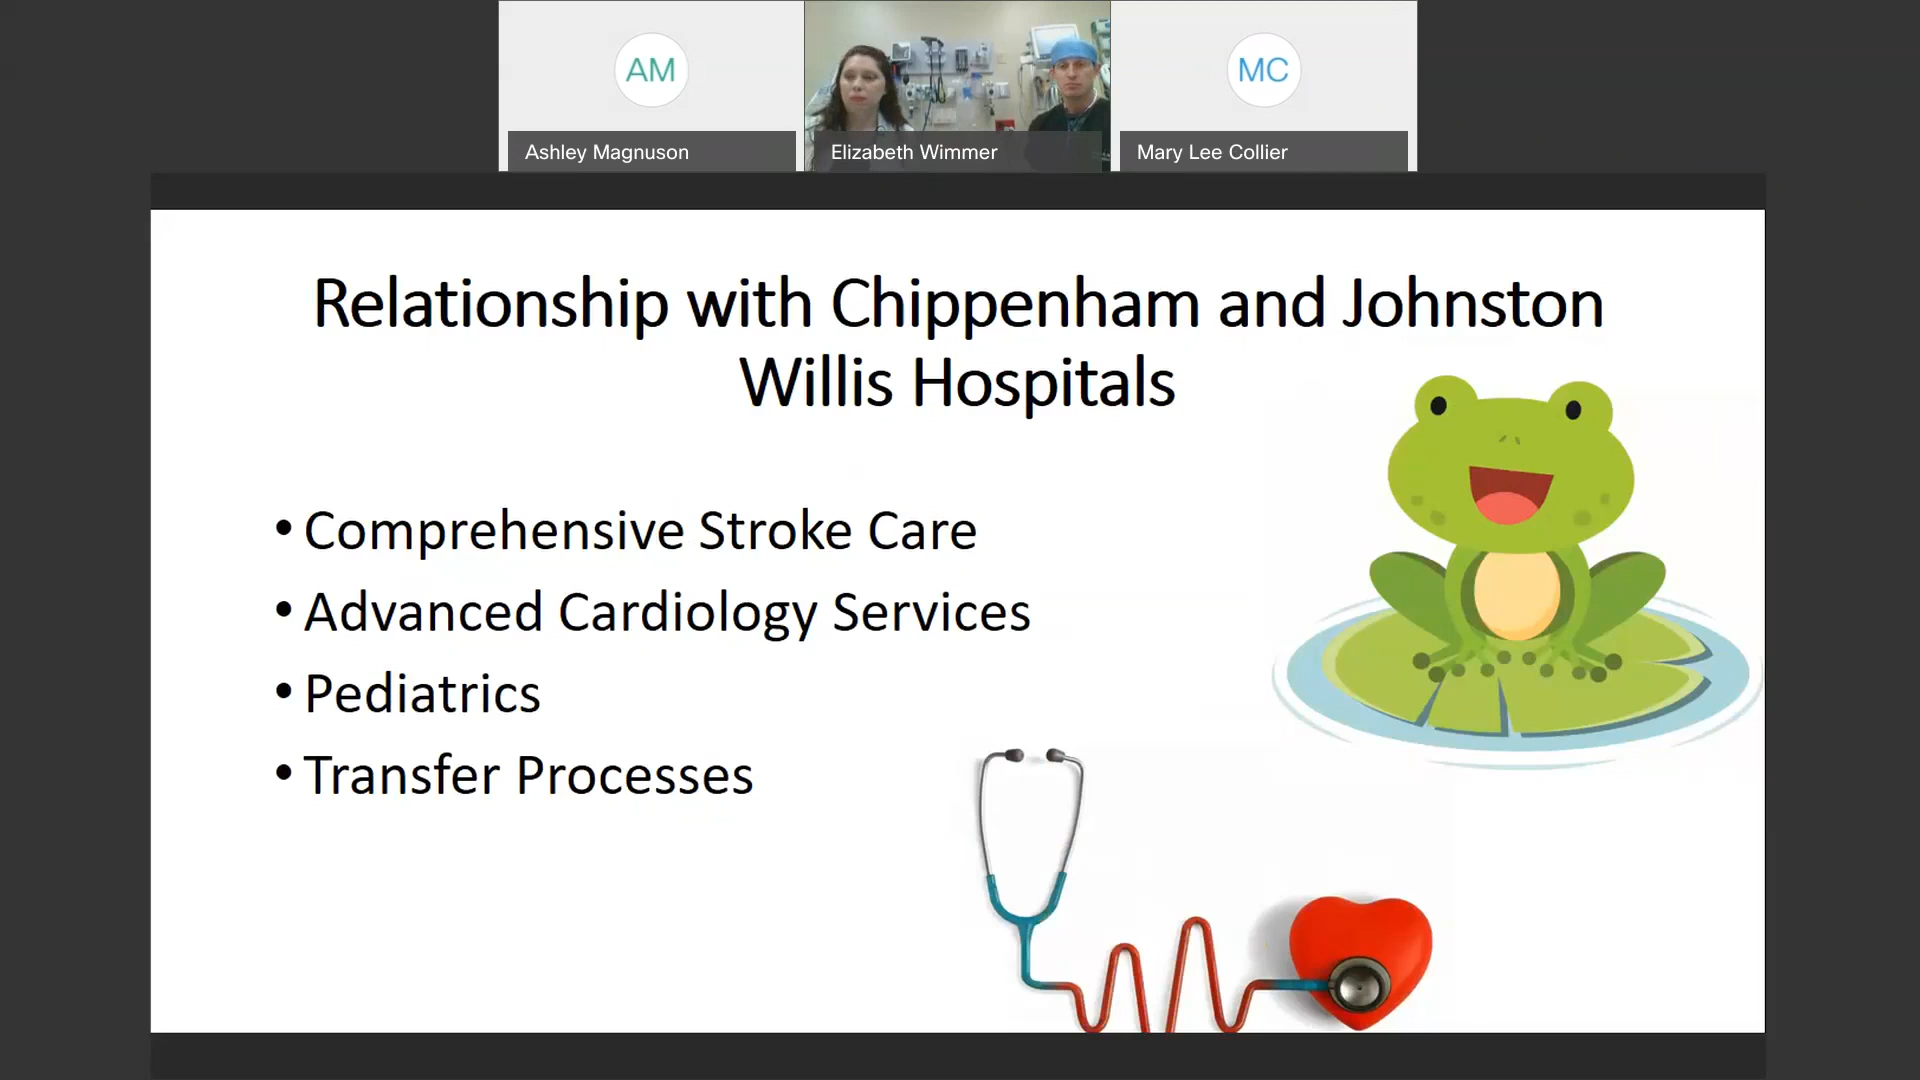 AM
MC
Ashley Magnuson
Elizabeth Wimmer
Mary Lee Collier
Relationship with Chippenham and Johnston
Willis Hospitals
• Comprehensive Stroke Care
• Advanced Cardiology Services
• Pediatrics
• Transfer Processes